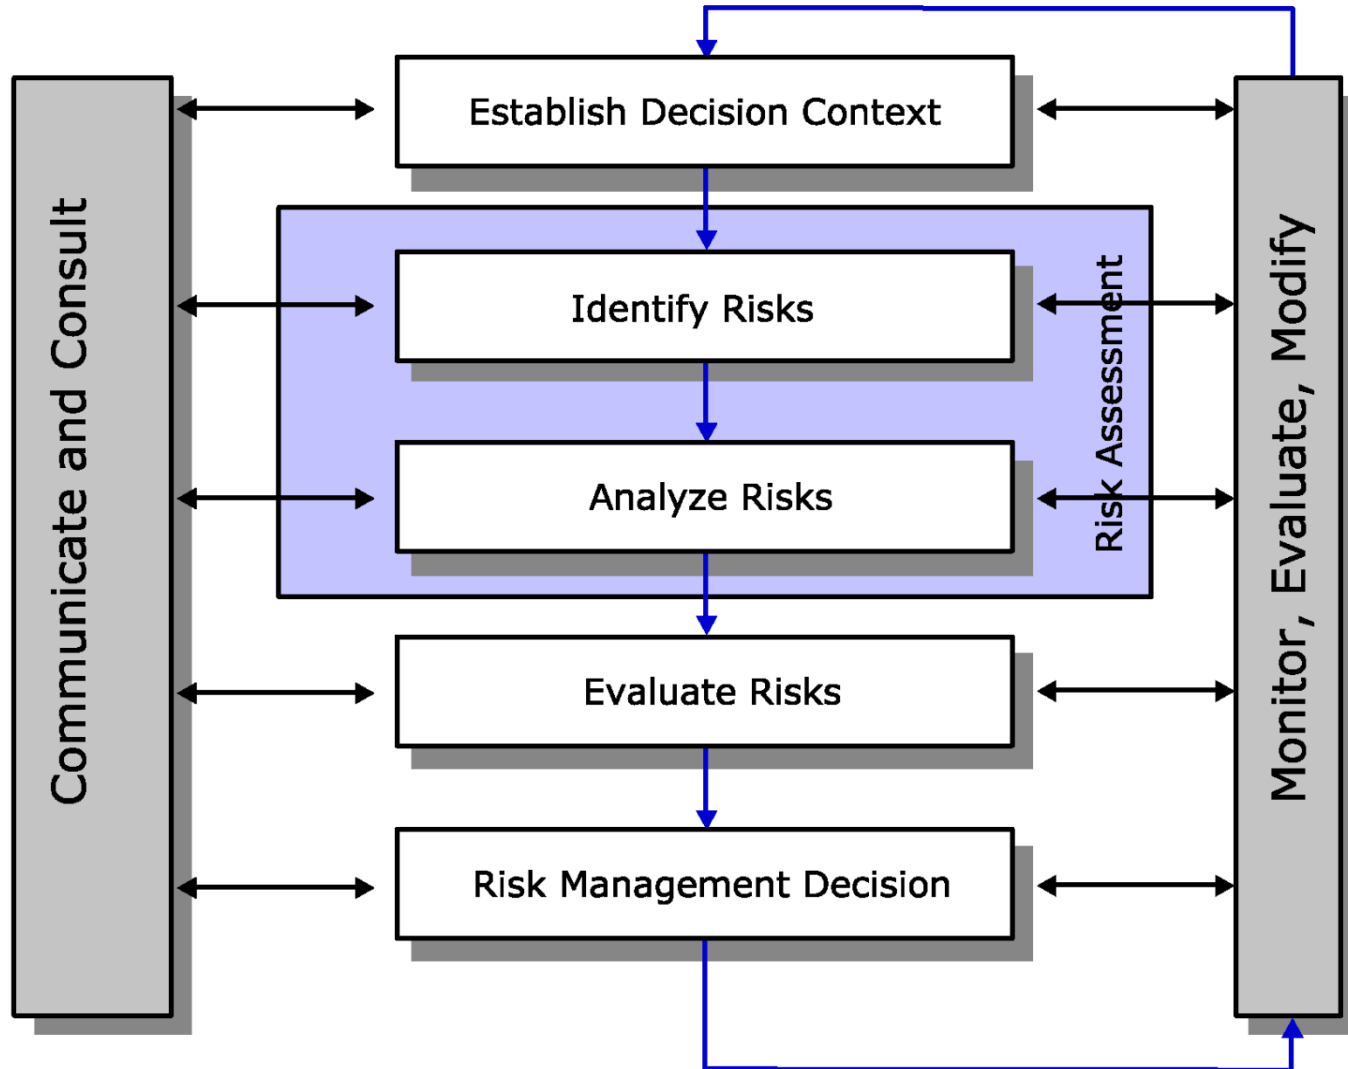 Establish Decision Context
Communicate and Consult
Identify Risks
Risk Assessment
Analyze Risks
Evaluate Risks
Risk Management Decision
Monitor, Evaluate, Modify